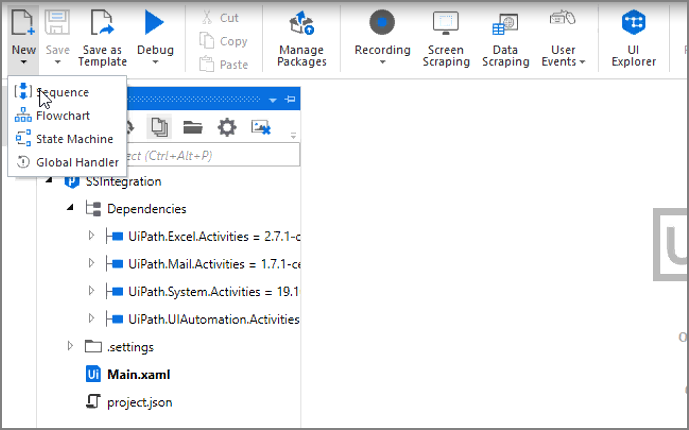 New
Save
Save as
Template
Debug
Cut
Copy
Paste
Manage
Packages
Recording
Screen
Scraping
Data
Scraping
User
Events
UI
Explorer
Sequence
Flowchart
State Machine
Global Handler
(Ctrl+Alt+P)
SSIntegration
Dependencies
UiPath.Excel.Activities = 2.7.1-c
UiPath.Mail.Activities = 1.7.1-ce
UiPath.System.Activities = 19.1
UiPath.UIAutomation.Activities
.settings
Ui Main.xaml
project.json